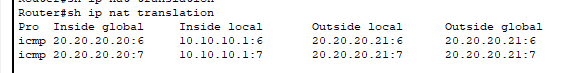 Router#sh ip nat translation
Router#sh ip nat translation
Pro Inside global Inside local Outside local Outside global
icmp 20.20.20.20:6 10.10.10.1:6 20.20.20.21:6 20.20.20.21:6
icmp 20.20.20.20:7 10.10.10.1:7 20.20.20.21:7 20.20.20.21:7